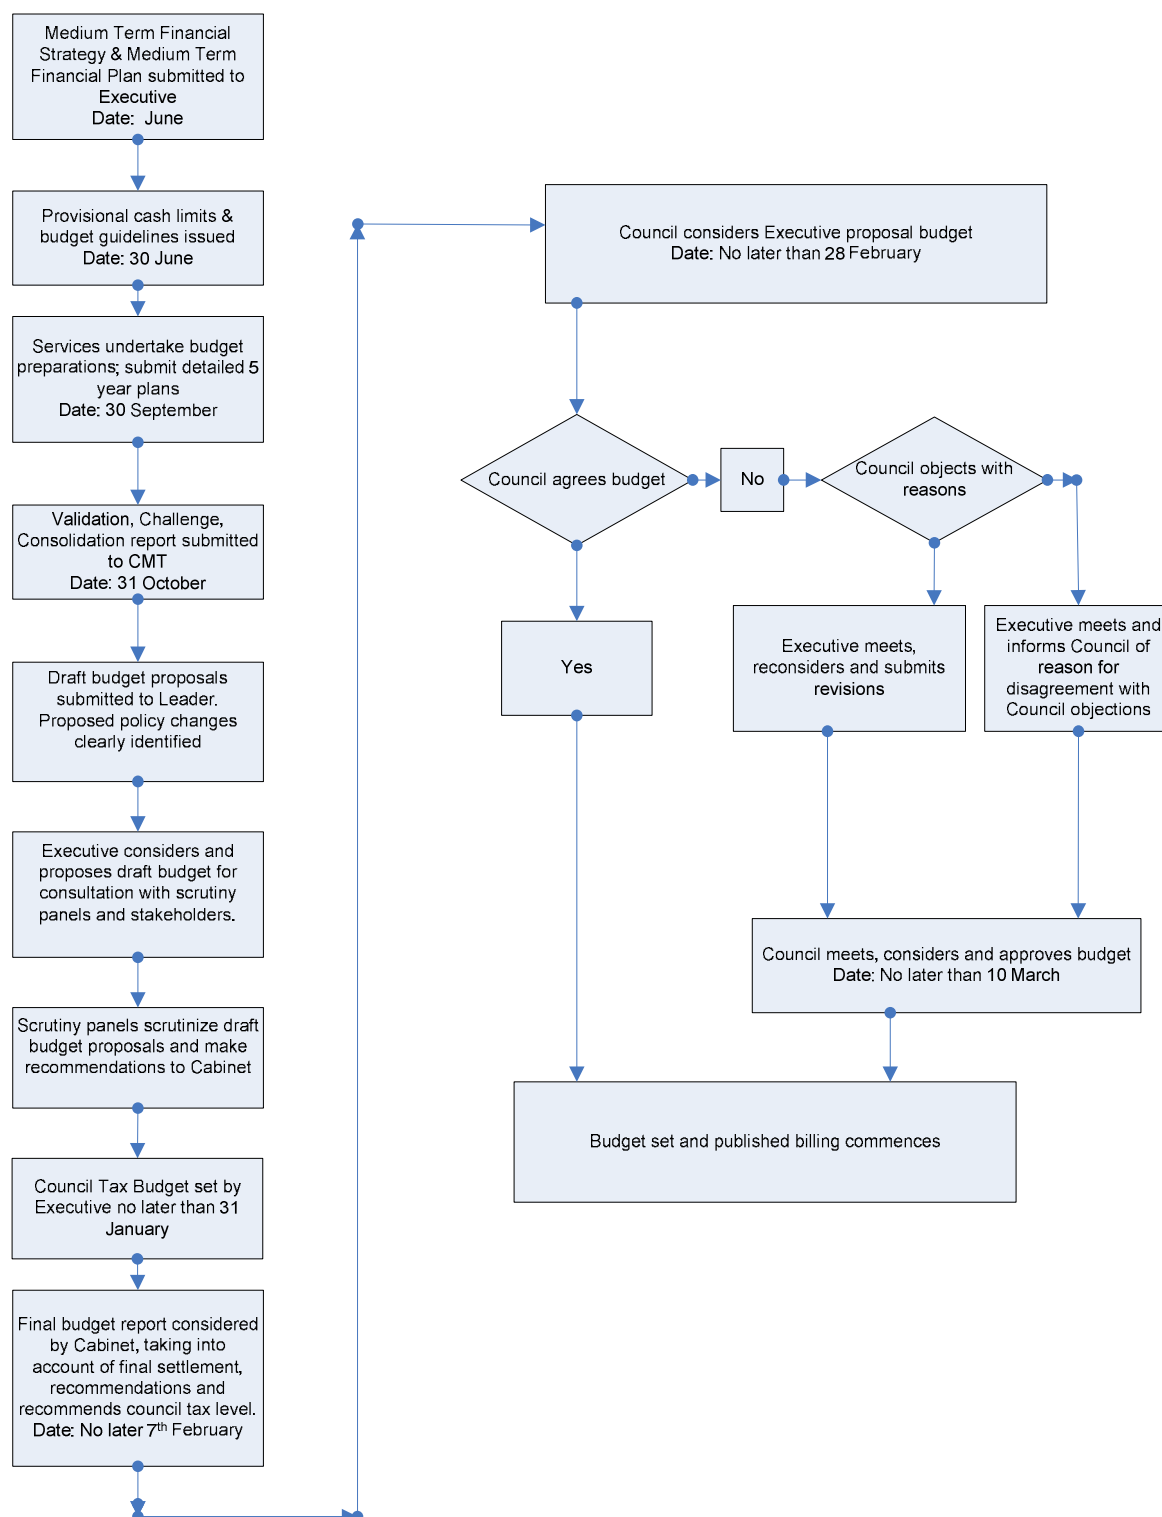 Medium Term Financial
Strategy & Medium Term
Financial Plan submitted to
Executive
Date:  June
Provisional cash limits &
budget guidelines issued
Date: 30 June
Services undertake budget
preparations; submit detailed 5
year plans
Date: 30 September
Validation, Challenge,
Consolidation report submitted
to CMT
Date: 31 October
Draft budget proposals
submitted to Leader.
Proposed policy changes
clearly identified
Executive considers and
proposes draft budget for
consultation with scrutiny
panels and stakeholders.
Scrutiny panels scrutinize draft
budget proposals and make
recommendations to Cabinet
Council Tax Budget set by
Executive no later than 31
January
Final budget report considered
by Cabinet, taking into
account of final settlement,
recommendations and
recommends council tax level.
Date: No later 7th February
Council considers Executive proposal budget
Date: No later than 28 February
Council agrees budget
No
Council objects with
reasons
Yes
Executive meets,
reconsiders and submits
revisions
Executive meets and
informs Council of
reason for
disagreement with
Council objections
Council meets, considers and approves budget
Date: No later than 10 March
Budget set and published billing commences